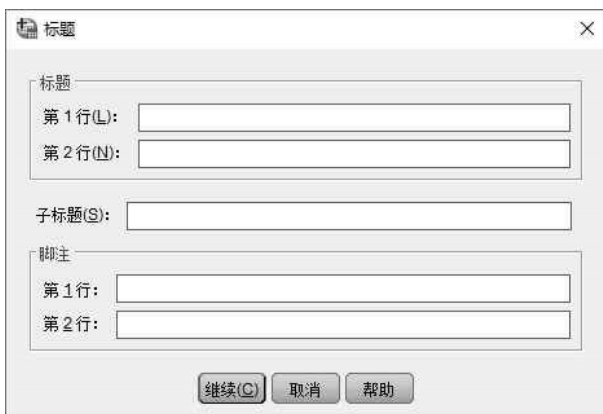 标题
标题
第1行(L):
第2行(N):
子标题(S):
脚注
第1行:
第2行:
继续(C) 取消 帮助